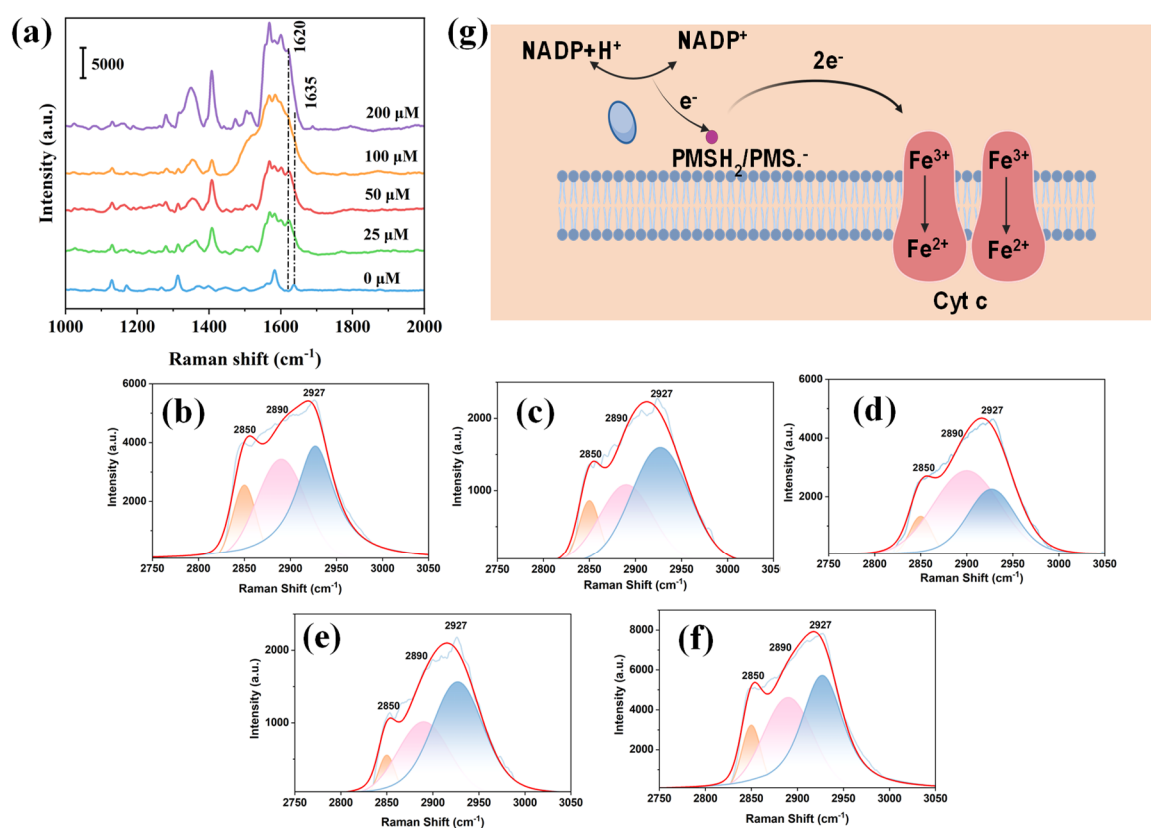 (a)
5000
1620
1635
200 μM
100 μM
50 μM
25 μM
0 μM
Intensity (a.u.)
1000 1200 1400 1600 1800 2000
Raman shift (cm⁻¹)
(g)
NADP+H⁺
NADP⁺
2e⁻
e⁻
PMSH₂/PMS.⁻
Fe³⁺ Fe³⁺
Fe²⁺ Fe²⁺
Cyt c
(b)
2850
2890
2927
6000
4000
2000
Intensity (a.u.)
2750 2800 2850 2900 2950 3000 3050
Raman Shift (cm⁻¹)
(c)
2850
2890
2927
2000
1000
Intensity (a.u.)
2750 2800 2850 2900 2950 3000 3050
Raman Shift (cm⁻¹)
(d)
2850
2890
2927
6000
4000
2000
0
Intensity (a.u.)
2750 2800 2850 2900 2950 3000 3050
Raman Shift (cm⁻¹)
(e)
2850
2890
2927
2000
1000
Intensity (a.u.)
2750 2800 2850 2900 2950 3000 3050
Raman Shift (cm⁻¹)
(f)
2850
2890
2927
8000
6000
4000
2000
Intensity (a.u.)
2750 2800 2850 2900 2950 3000 3050
Raman Shift (cm⁻¹)